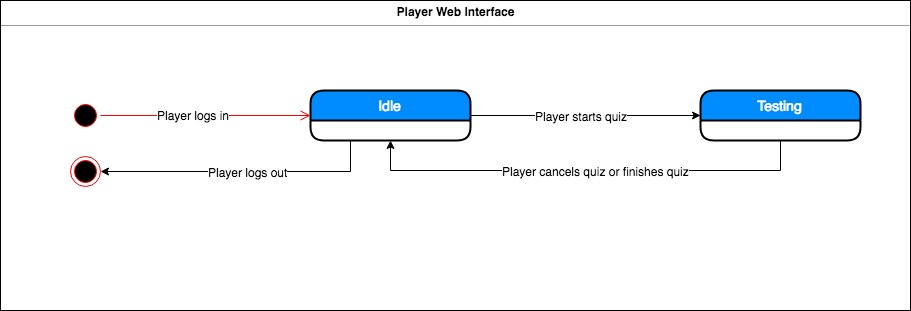 Player Web Interface
Idle
Testing
Player logs in
Player starts quiz
Player logs out
Player cancels quiz or finishes quiz